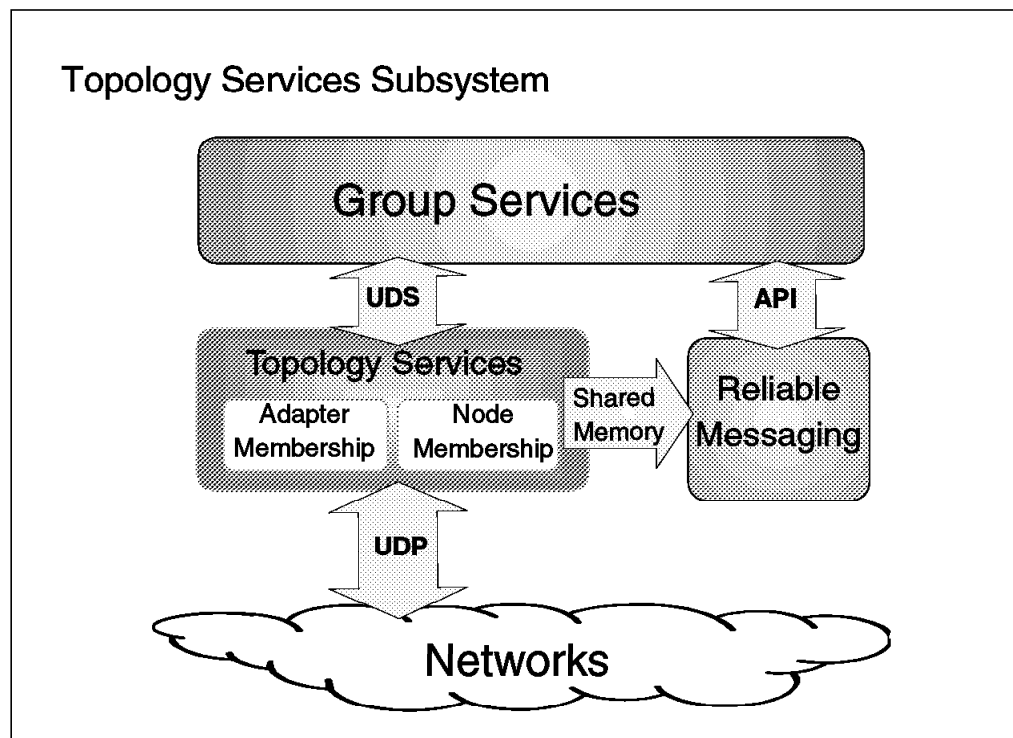 Topology Services Subsystem
Group Services
UDS
API
Topology Services
Adapter
Membership
Node
Membership
Shared
Memory
Reliable
Messaging
UDP
Networks